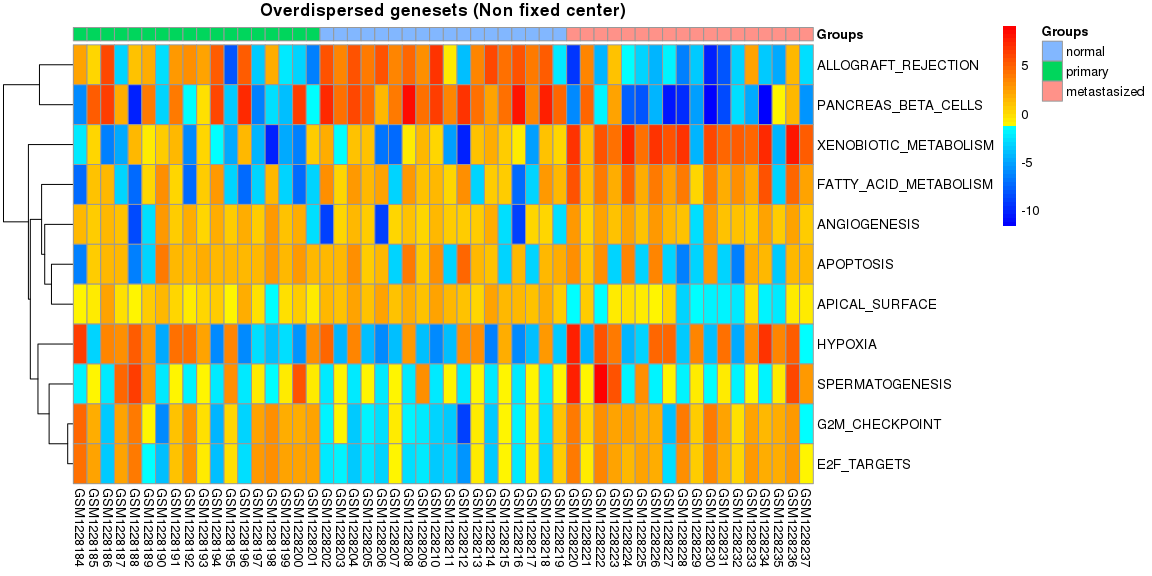 Overdispersed genesets (Non fixed center)
Groups
ALLOGRAFT_REJECTION
PANCREAS_BETA_CELLS
XENOBIOTIC_METABOLISM
FATTY_ACID_METABOLISM
ANGIOGENESIS
APOPTOSIS
APICAL_SURFACE
HYPOXIA
SPERMATOGENESIS
G2M_CHECKPOINT
E2F_TARGETS
5
0
-5
-10
Groups
normal
primary
metastasized
GSM1228184
GSM1228185
GSM1228186
GSM1228187
GSM1228188
GSM1228189
GSM1228190
GSM1228191
GSM1228192
GSM1228193
GSM1228194
GSM1228195
GSM1228196
GSM1228197
GSM1228198
GSM1228199
GSM1228200
GSM1228201
GSM1228202
GSM1228203
GSM1228204
GSM1228205
GSM1228206
GSM1228207
GSM1228208
GSM1228209
GSM1228210
GSM1228211
GSM1228212
GSM1228213
GSM1228214
GSM1228215
GSM1228216
GSM1228217
GSM1228218
GSM1228219
GSM1228220
GSM1228221
GSM1228222
GSM1228223
GSM1228224
GSM1228225
GSM1228226
GSM1228227
GSM1228228
GSM1228229
GSM1228230
GSM1228231
GSM1228232
GSM1228233
GSM1228234
GSM1228235
GSM1228236
GSM1228237